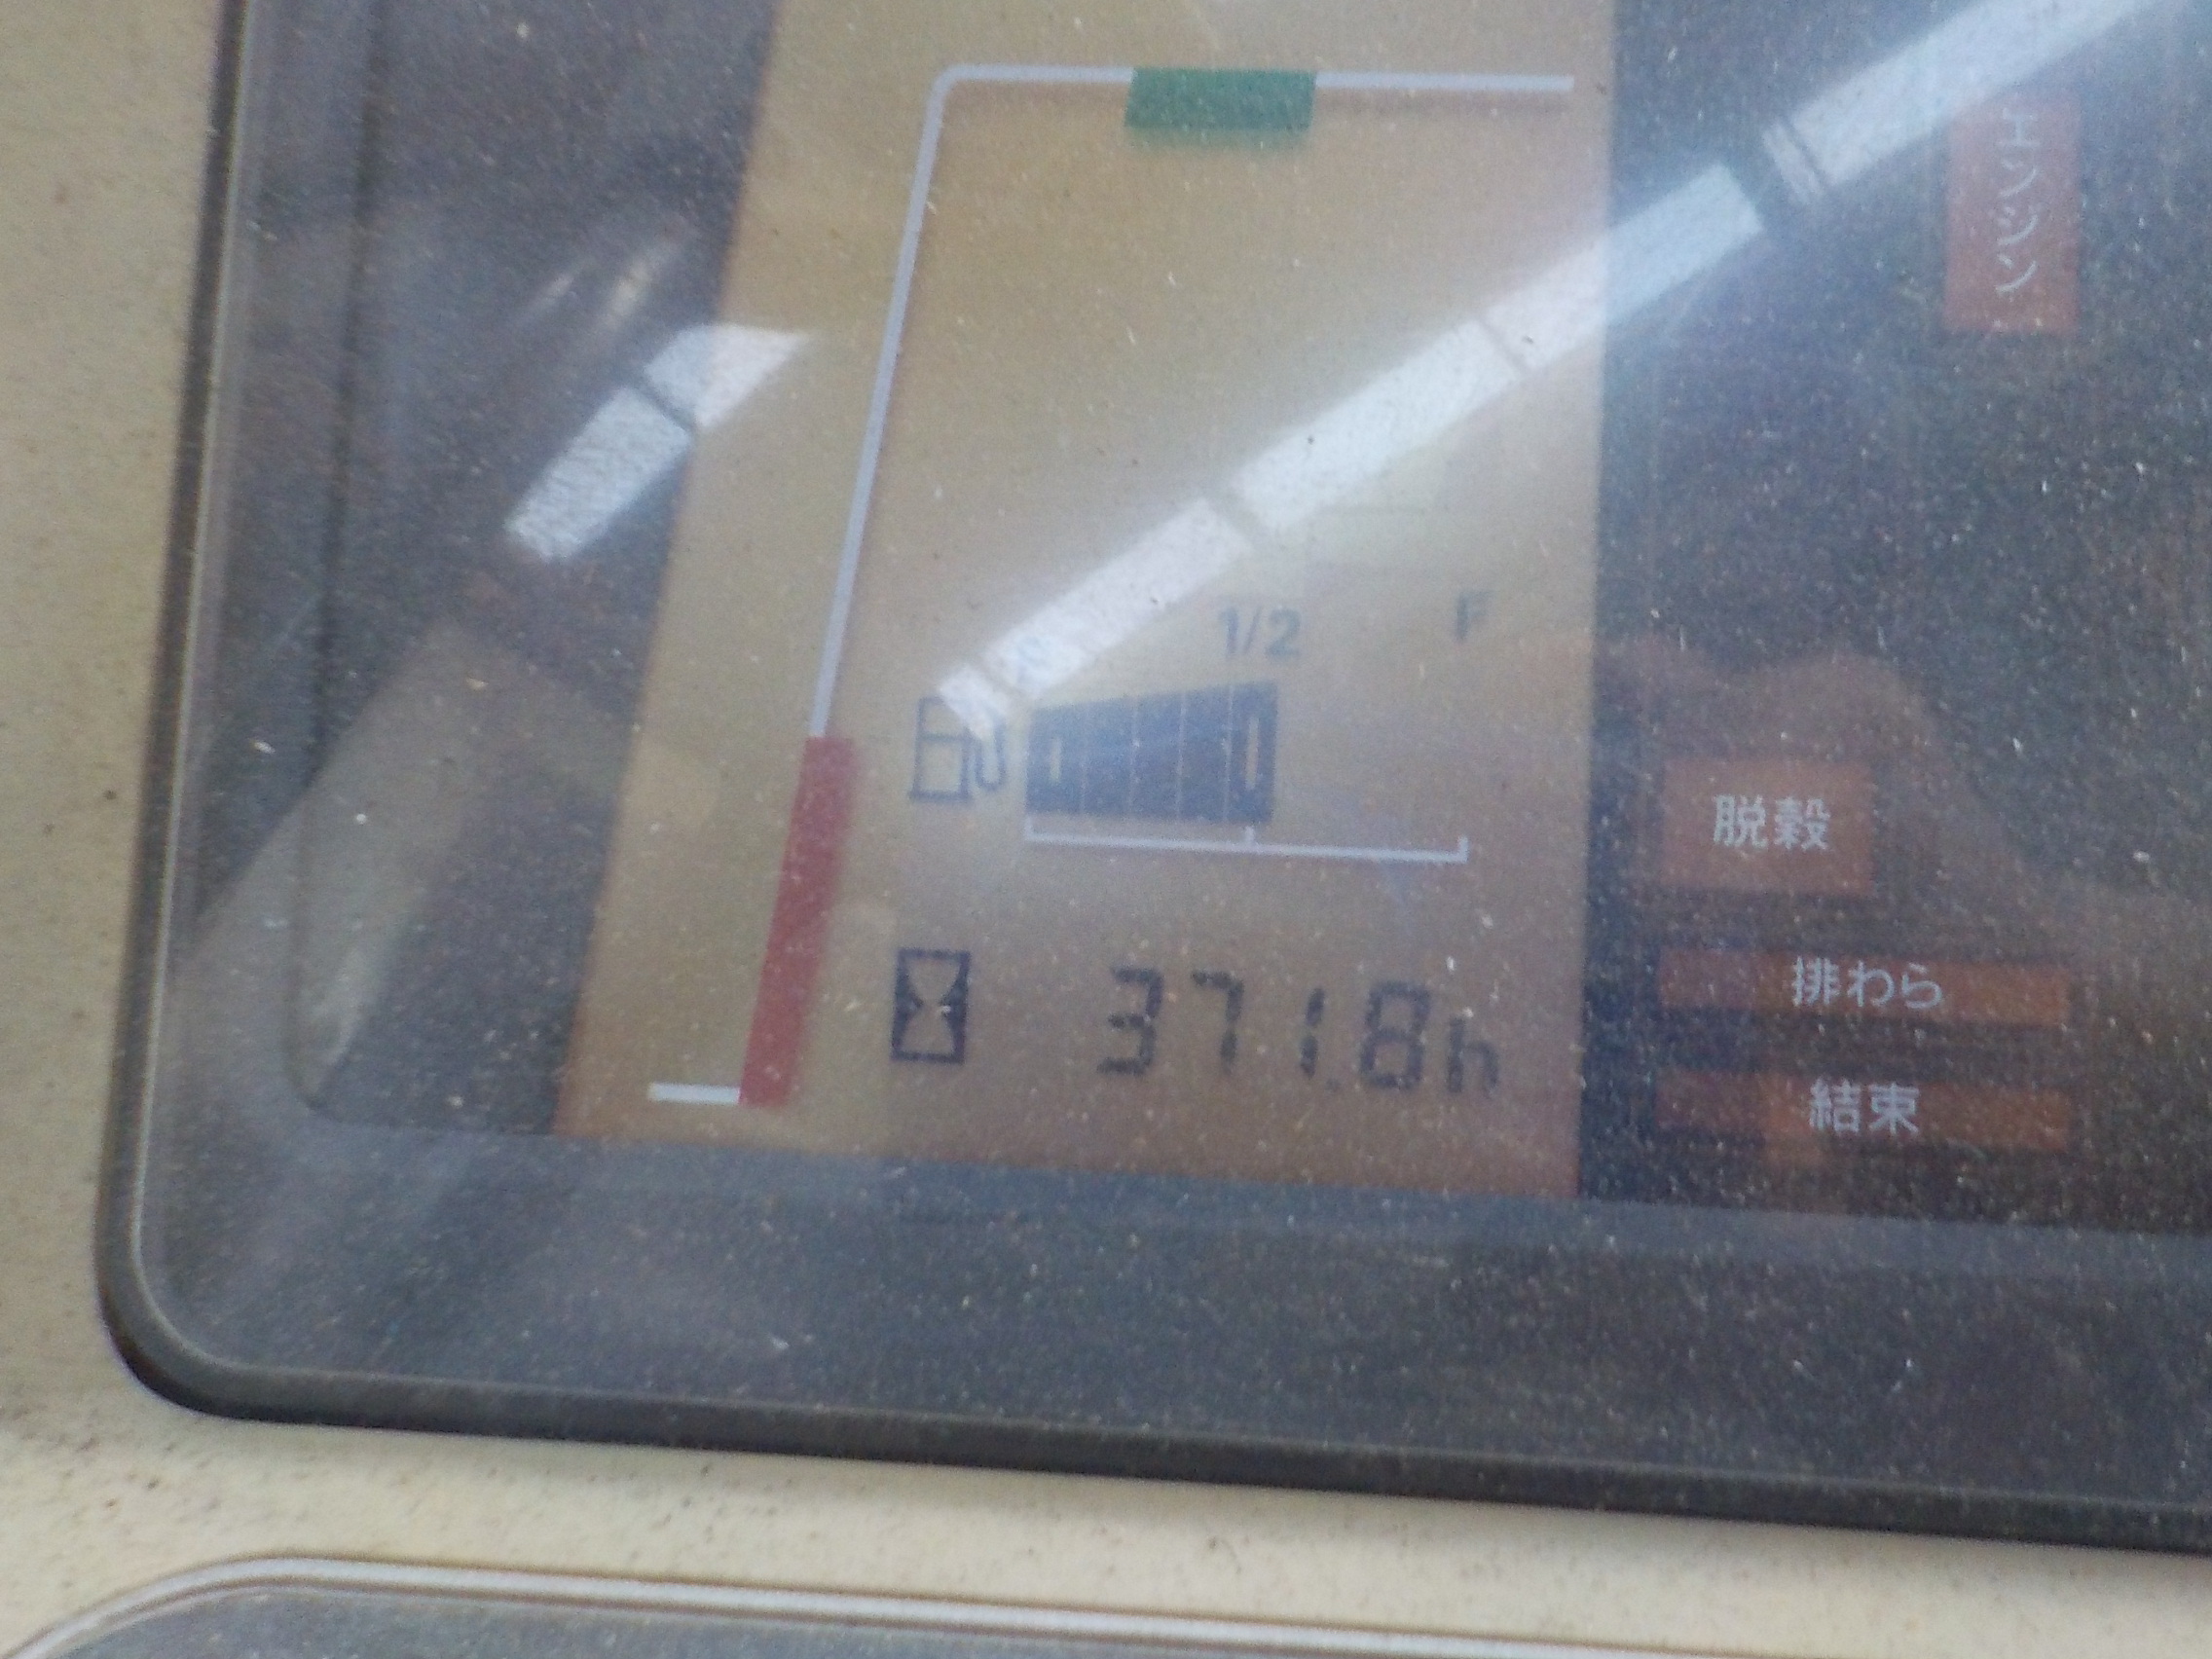 エンジン
1/2 F
脱穀
排わら
371.8h
結束